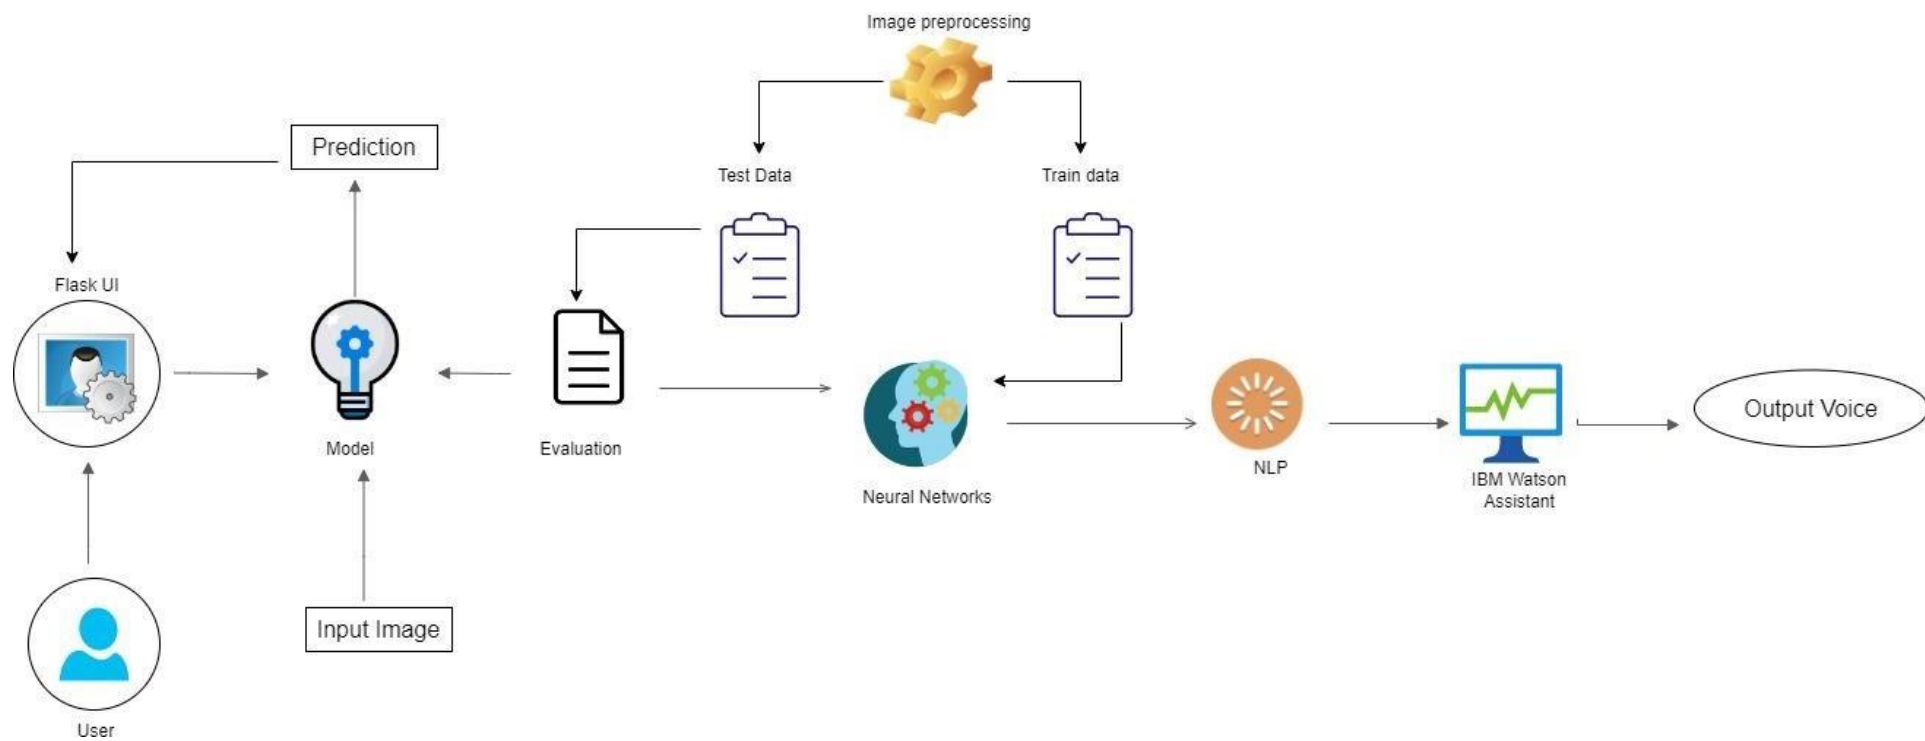 Image preprocessing
Prediction
Test Data
Train data
Flask UI
Model
Evaluation
Neural Networks
NLP
IBM Watson
Assistant
Output Voice
Input Image
User